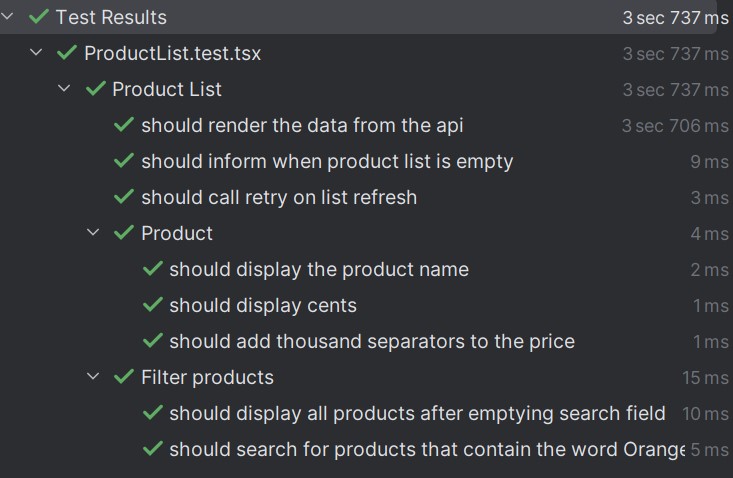 Test Results 3 sec 737 ms
ProductList.test.tsx 3 sec 737 ms
Product List 3 sec 737 ms
should render the data from the api 3 sec 706 ms
should inform when product list is empty 9 ms
should call retry on list refresh 3 ms
Product 4 ms
should display the product name 2 ms
should display cents 1 ms
should add thousand separators to the price 1 ms
Filter products 15 ms
should display all products after emptying search field 10 ms
should search for products that contain the word Orange 5 ms